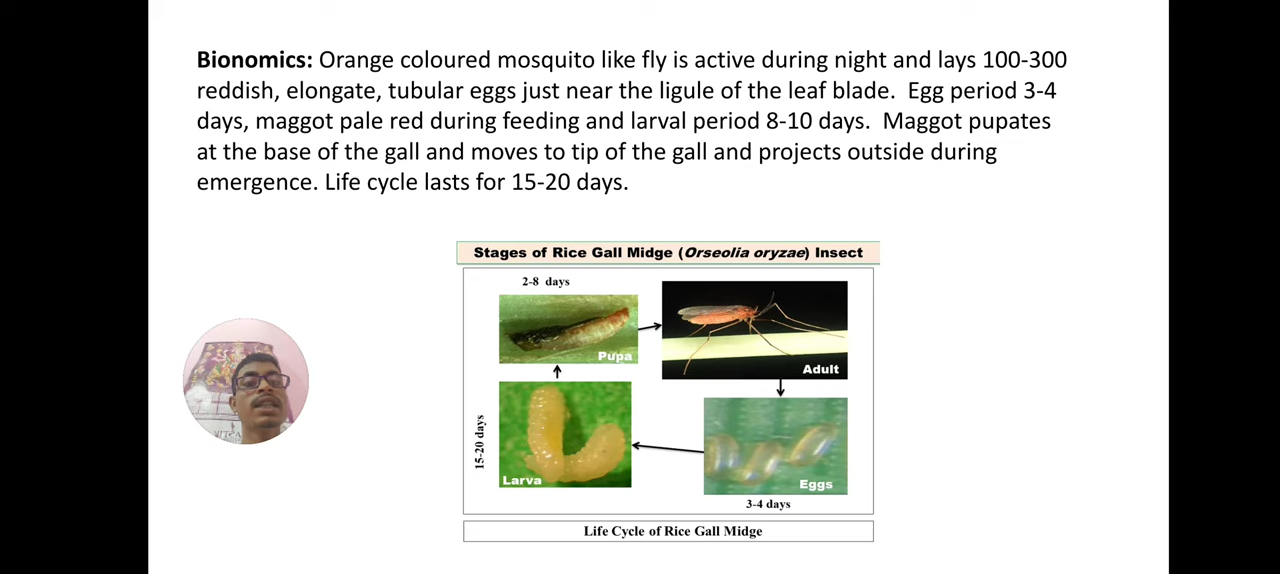 Bionomics: Orange coloured mosquito like fly is active during night and lays 100-300
reddish, elongate, tubular eggs just near the ligule of the leaf blade.  Egg period 3-4
days, maggot pale red during feeding and larval period 8-10 days.  Maggot pupates
at the base of the gall and moves to tip of the gall and projects outside during
emergence. Life cycle lasts for 15-20 days.
Stages of Rice Gall Midge (Orseolia oryzae) Insect
2-8 days
Pupa
Adult
15-20 days
Larva
Eggs
3-4 days
Life Cycle of Rice Gall Midge